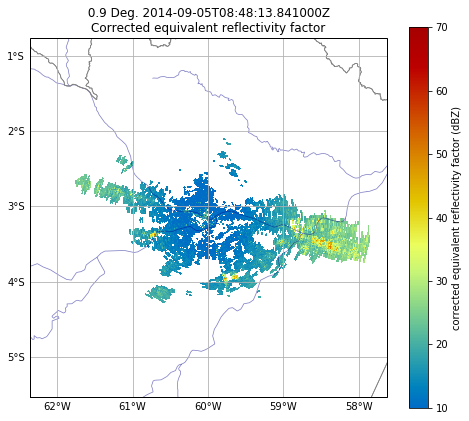 0.9 Deg. 2014-09-05T08:48:13.841000Z
Corrected equivalent reflectivity factor
1°S
2°S
3°S
4°S
5°S
62°W
61°W
60°W
59°W
58°W
70
60
50
40
30
20
10
corrected equivalent reflectivity factor (dBZ)